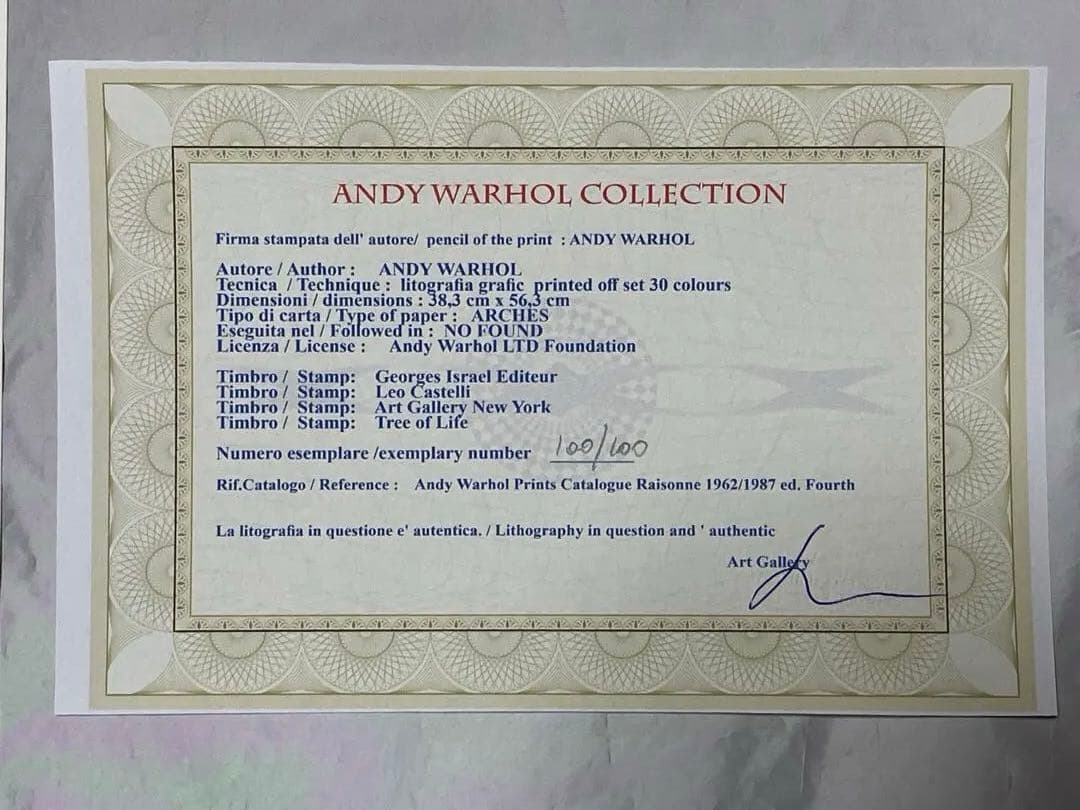 ANDY WARHOL COLLECTION
Firma stampata dell' autore/ pencil of the print : ANDY WARHOL
Autore / Author : ANDY WARHOL
Tecnica / Technique : litografia grafic printed off set 30 colours
Dimensioni / dimensions : 38,3 cm x 56,3 cm
Tipo di carta / Type of paper : ARCHES
Eseguita nel / Followed in : NO FOUND
Licenza / License : Andy Warhol LTD Foundation
Timbro / Stamp: Georges Israel Editeur
Timbro / Stamp: Leo Castelli
Timbro / Stamp: Art Gallery New York
Timbro / Stamp: Tree of Life
Numero esemplare /exemplary number 100/100
Rif.Catalogo / Reference : Andy Warhol Prints Catalogue Raisonne 1962/1987 ed. Fourth
La litografia in questione e' autentica. / Lithography in question and ' authentic
Art Gallery